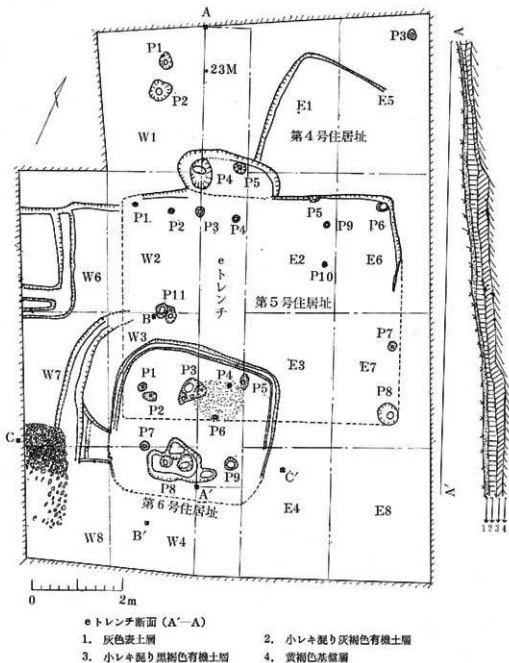 A
P1
P3
23M
P2
E1
E5
W1
第4号住居址
P4
P5
P1
P2
P3
P4
P5
P6
P9
W2
E2
E6
W6
eトレンチ
P10
第5号住居址
P11
B
W3
P7
W7
E3
E7
P1
P3
P4
P5
P2
P8
P6
C
P7
P8
P9
C'
A'
第6号住居址
E4
E8
B'
W8
W4
A
A'
1 2 3 4
0
2m
eトレンチ断面(A'—A)
1. 灰色表土層
2. 小レキ混り灰褐色有機土層
3. 小レキ混り黒褐色有機土層
4. 黄褐色基盤層